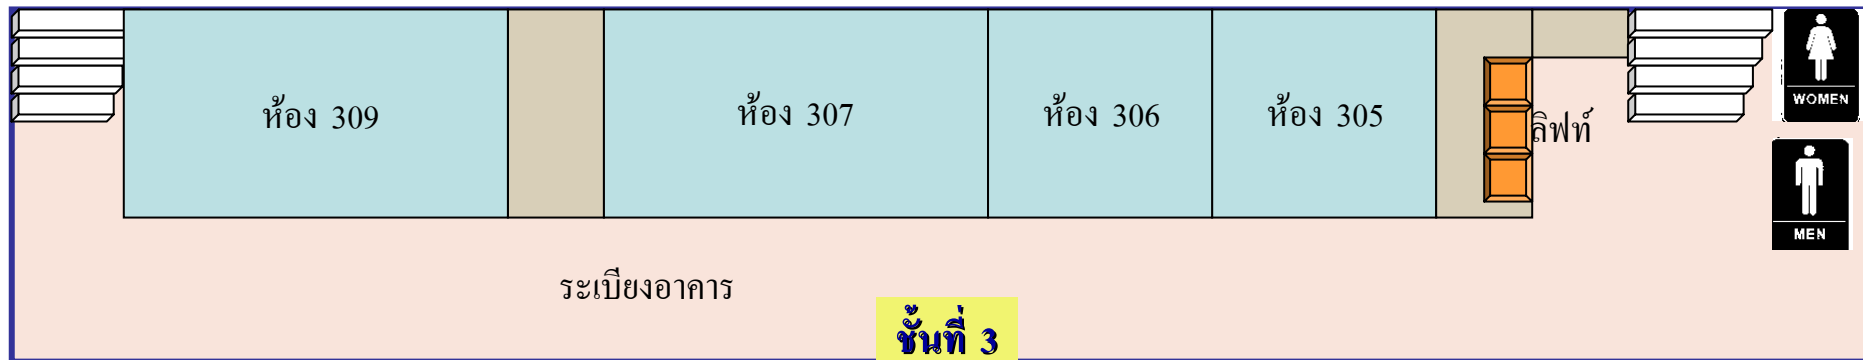 ห้อง 309
ห้อง 307
ห้อง 306
ห้อง 305
ลิฟท์
WOMEN
MEN
ระเบียงอาคาร
ชั้นที่ 3